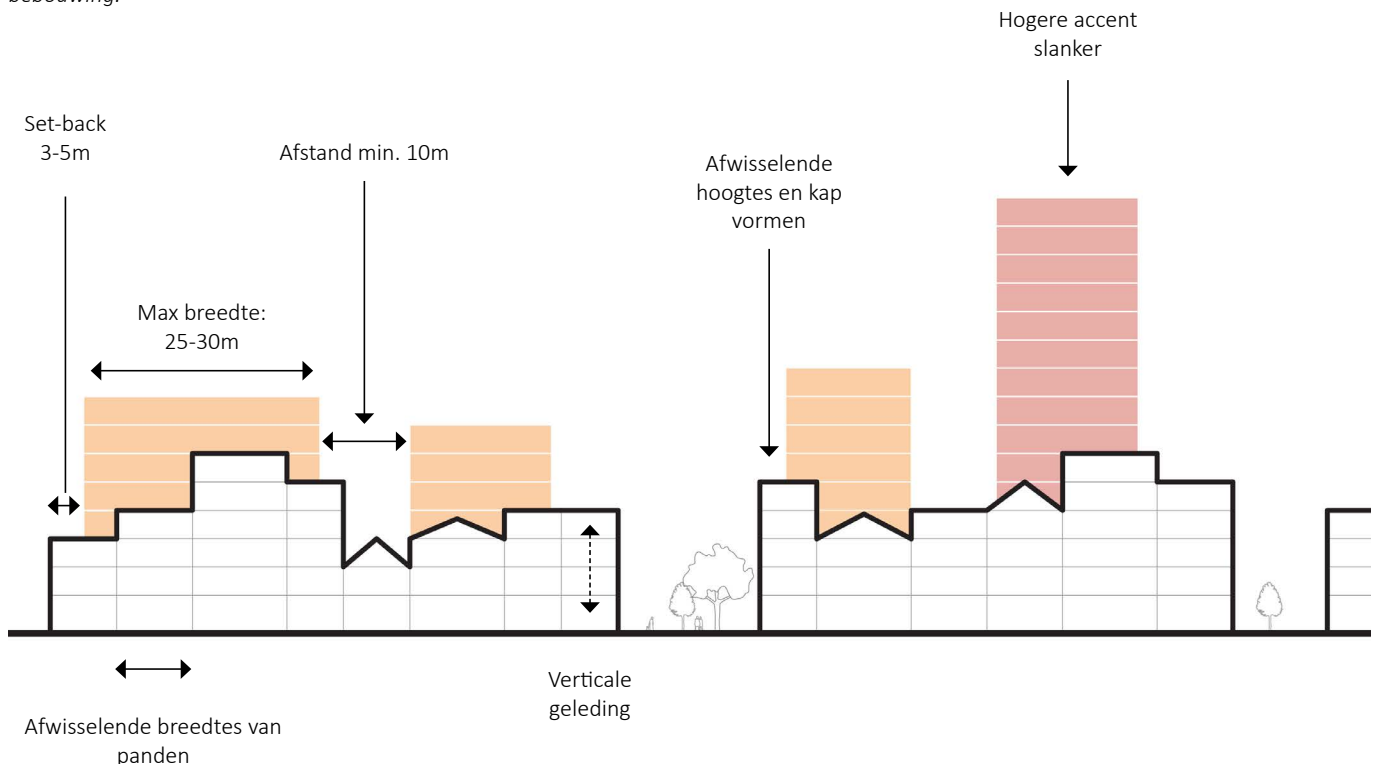 bebouwing.
Hogere accent
slanker
Set-back
3-5m
Afstand min. 10m
Afwisselende
hoogtes en kap
vormen
Max breedte:
25-30m
Verticale
geleding
Afwisselende breedtes van
panden